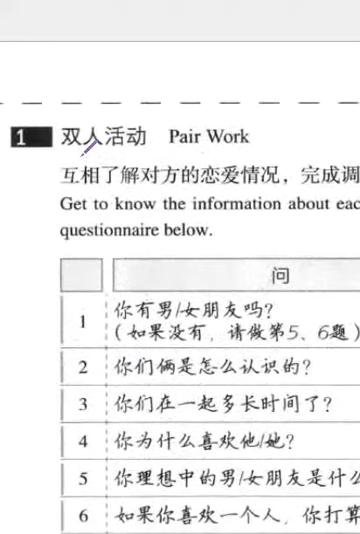 1 双人活动 Pair Work
互相了解对方的恋爱情况，完成调
Get to know the information about eac
questionnaire below.
问
1 你有男/女朋友吗？
（如果没有，请做第5、6题）
2 你们俩是怎么认识的？
3 你们在一起多长时间了？
4 你为什么喜欢他/她？
5 你理想中的男/女朋友是什么
6 如果你喜欢一个人，你打算